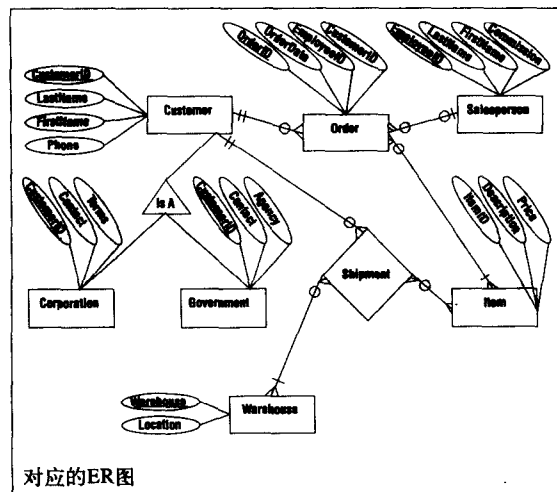 OrderID
OrderDate
EmployeeID
CustomerID
EmployeeID
LastName
FirstName
Commission
CustomerID
LastName
FirstName
Phone
Customer
Order
Salesperson
Is A
CustomerID
Contact
Terms
CustomerID
Contact
Agency
ItemID
Description
Price
Corporation
Government
Shipment
Item
Warehouse
Location
Warehouse
对应的ER图